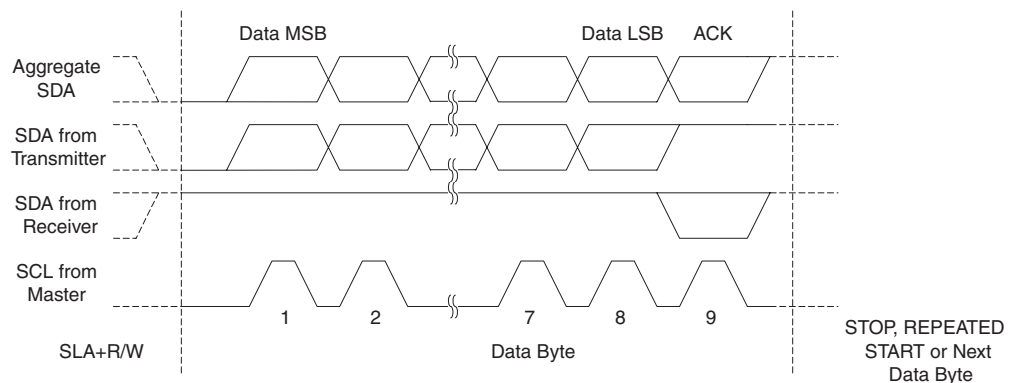 Data MSB
Data LSB
ACK
Aggregate
SDA
SDA from
Transmitter
SDA from
Receiver
SCL from
Master
1
2
7
8
9
SLA+R/W
Data Byte
STOP, REPEATED
START or Next
Data Byte